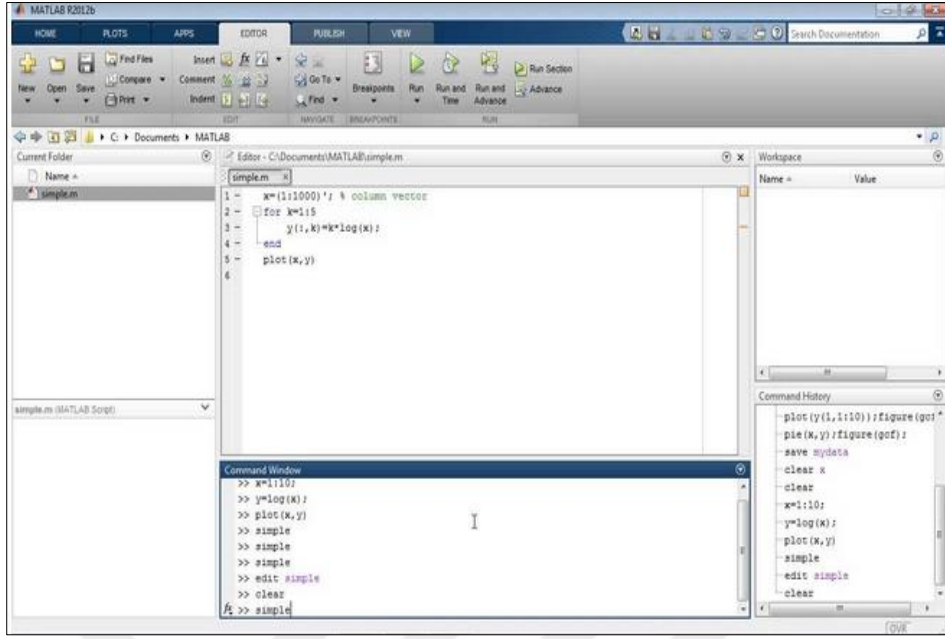 MATLAB R2012b
HOME PLOTS APPS EDITOR PUBLISH VIEW
Search Documentation
New Open Save
Find Files
Compare
Print
Insert
Comment
Indent
Go To
Find
Breakpoints
Run
Run and Time
Run and Advance
Run Section
Advance
FILE EDIT NAVIGATE BREAKPOINTS RUN
C: Documents MATLAB
Current Folder
Name
simple.m
simple.m (MATLAB Script)
Editor - C:\Documents\MATLAB\simple.m
simple.m
1 x=(1:1000)'; % column vector
2 for k=1:5
3 y(:,k)=k*log(x);
4 end
5 plot(x,y)
6
Command Window
>> x=1:10;
>> y=log(x);
>> plot(x,y)
>> simple
>> simple
>> simple
>> edit simple
>> clear
fx >> simple
Workspace
Name Value
Command History
plot(y(1,1:10));figure(gcf
pie(x,y);figure(gcf);
save mydata
clear x
clear
x=1:10;
y=log(x);
plot(x,y)
simple
edit simple
clear
OVR